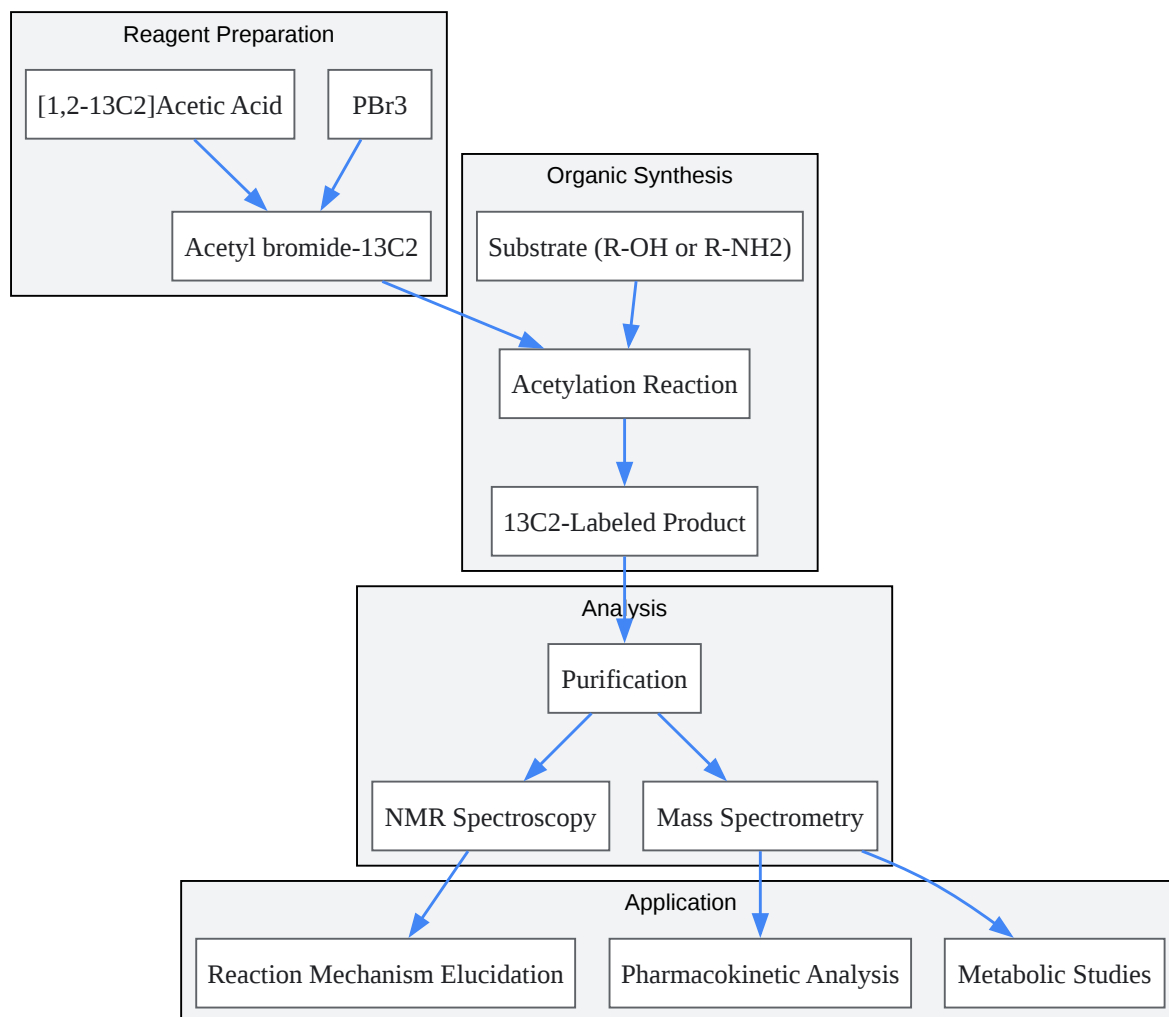 Reagent Preparation
[1,2-13C2]Acetic Acid
PBr3
Acetyl bromide-13C2
Organic Synthesis
Substrate (R-OH or R-NH2)
Acetylation Reaction
13C2-Labeled Product
Analysis
Purification
NMR Spectroscopy
Mass Spectrometry
Application
Reaction Mechanism Elucidation
Pharmacokinetic Analysis
Metabolic Studies